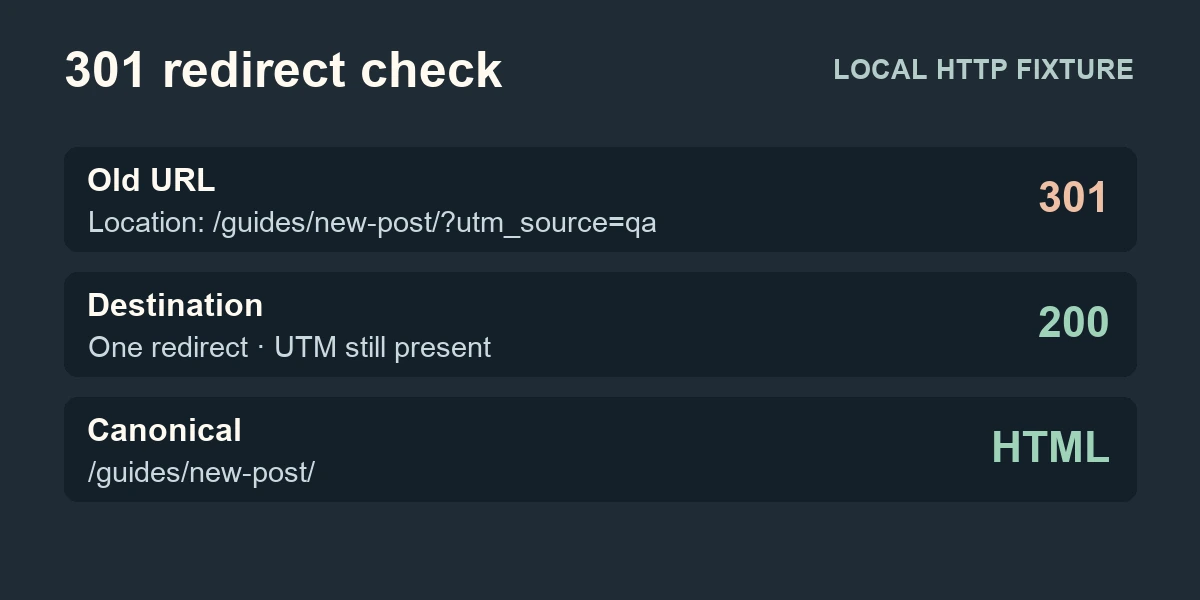 301 redirect check
LOCAL HTTP FIXTURE
Old URL
Location: /guides/new-post/?utm_source=qa
301
Destination
One redirect · UTM still present
200
Canonical
/guides/new-post/
HTML